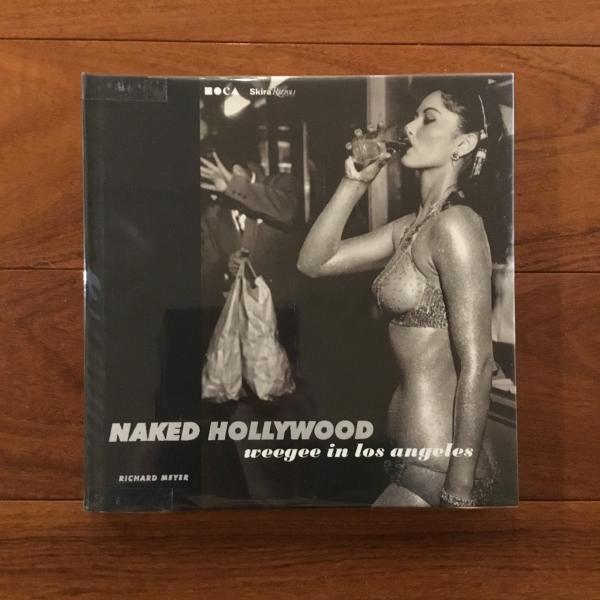 MOCA Skira Rizzoli
NAKED HOLLYWOOD
weegee in los angeles
RICHARD MEYER